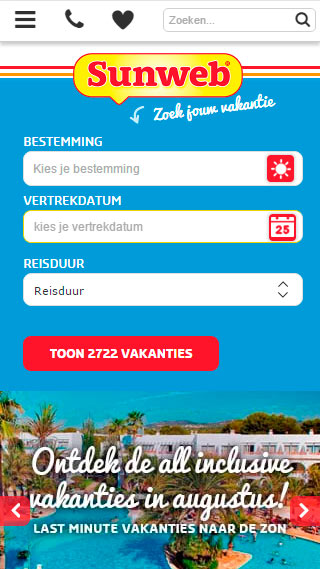 Zoeken...
Sunweb®
Zoek jouw vakantie
BESTEMMING
Kies je bestemming
VERTREKDATUM
kies je vertrekdatum
25
REISDUUR
Reisduur
TOON 2722 VAKANTIES
Ontdek de all inclusive
vakanties in augustus!
LAST MINUTE VAKANTIES NAAR DE ZON